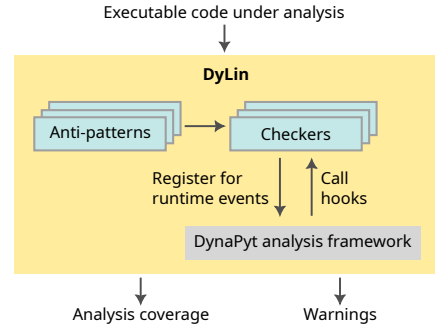 Executable code under analysis
DyLin
Anti-patterns
Checkers
Register for
runtime events
Call
hooks
DynaPyt analysis framework
Analysis coverage
Warnings